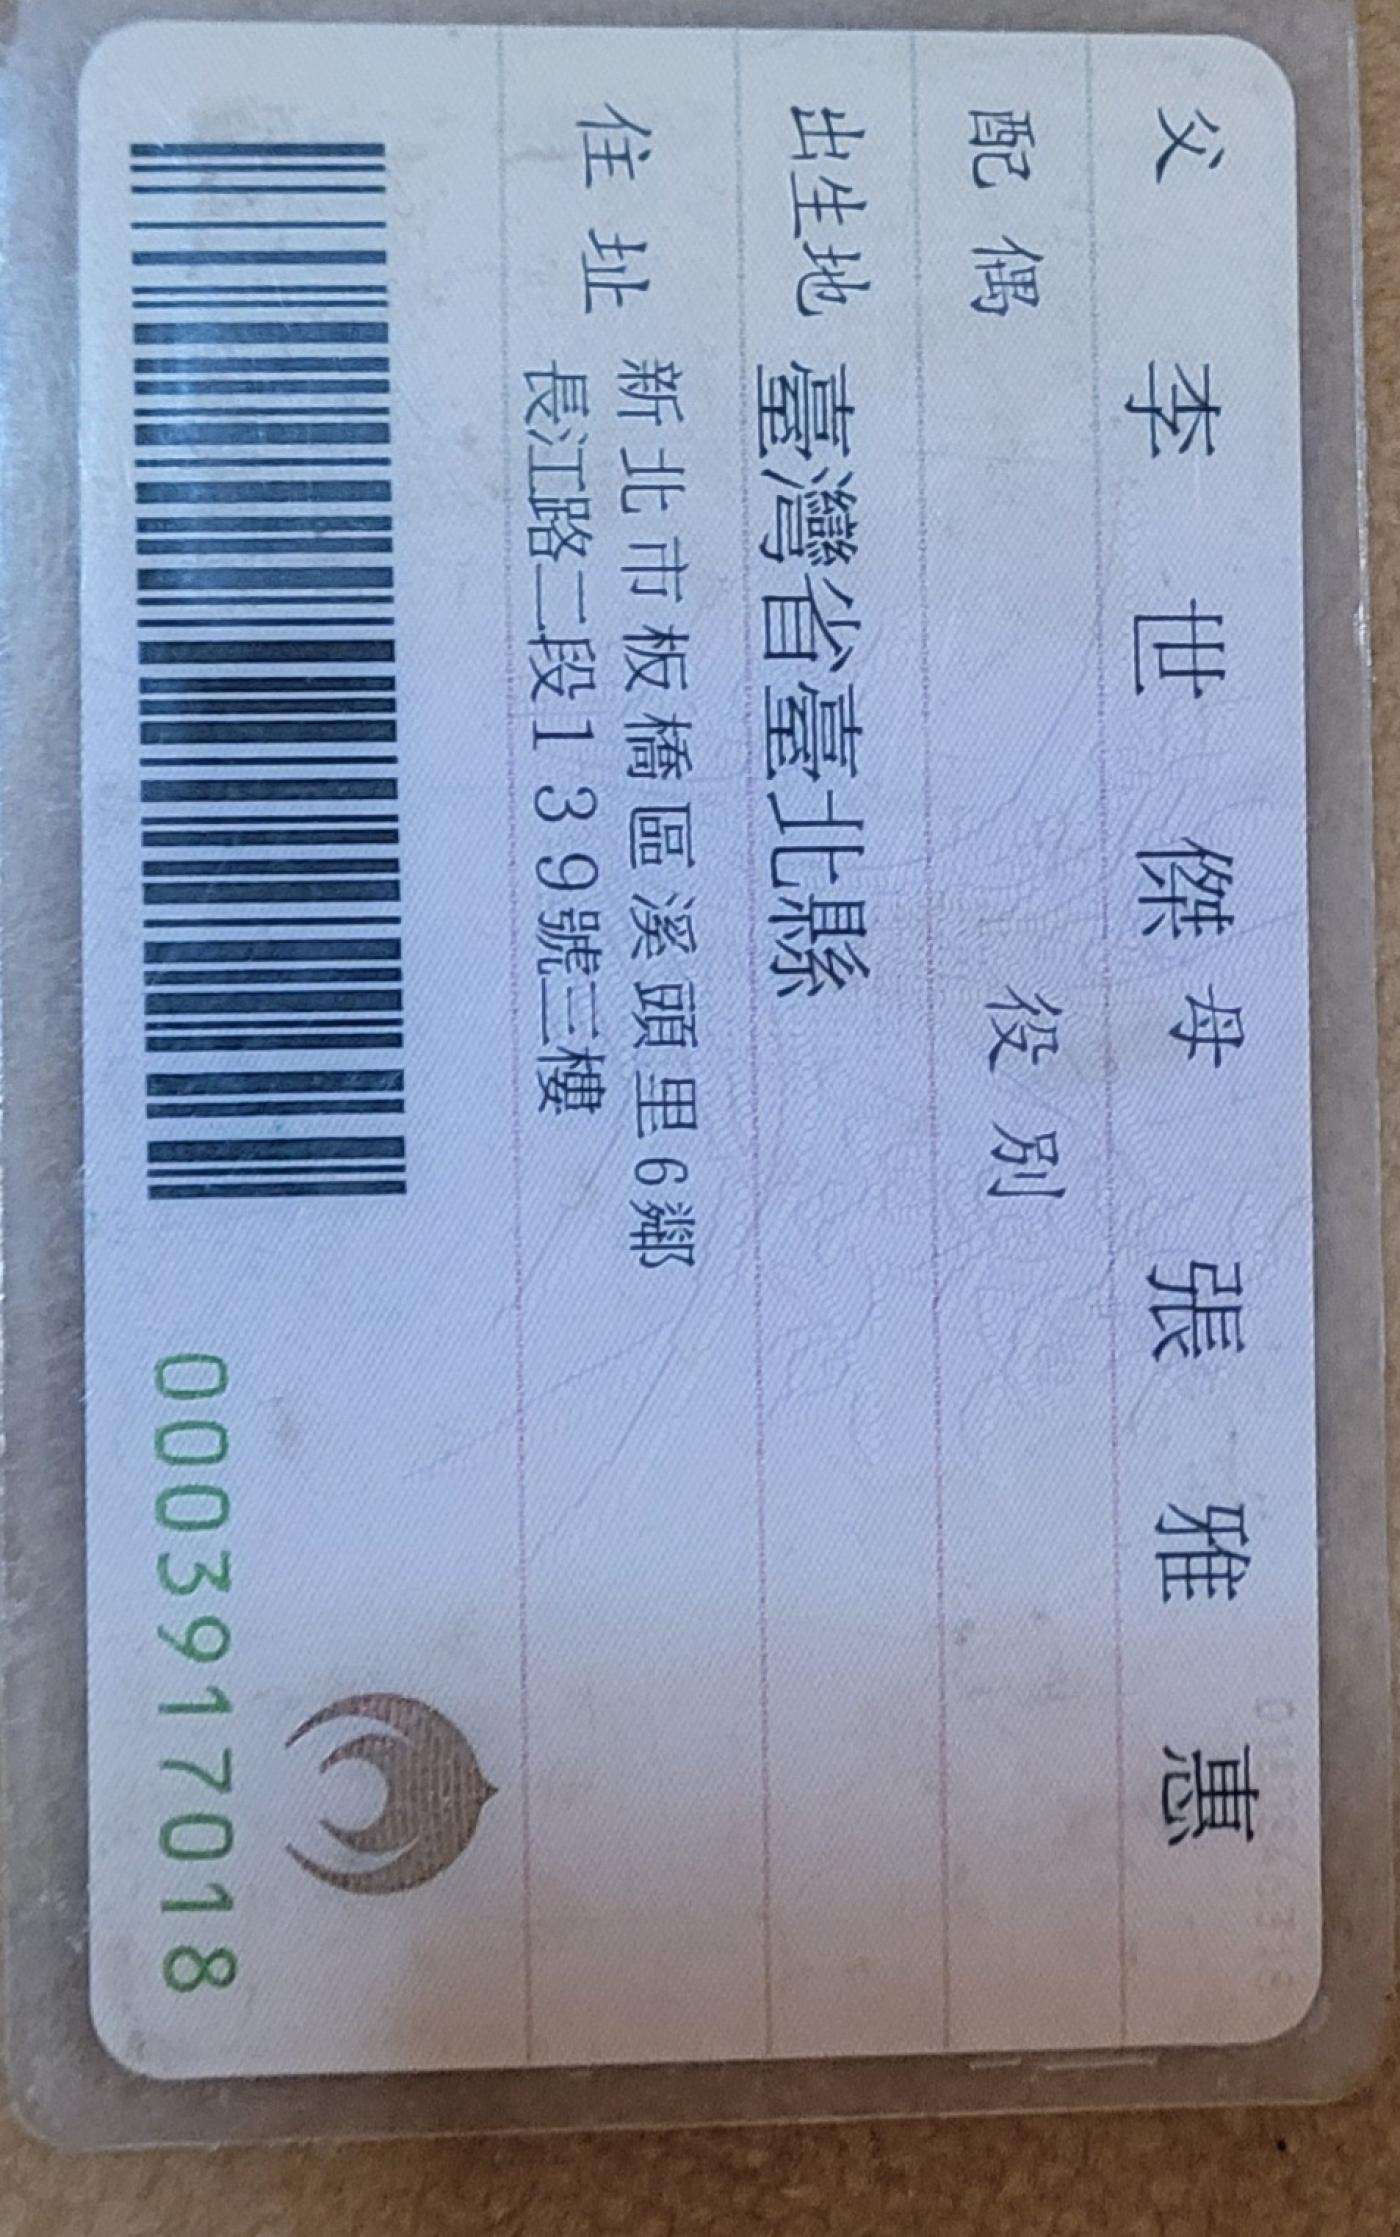 父 李世傑 母 張雅惠
配偶 役別
出生地 臺灣省臺北縣
住址 新北市板橋區溪頭里6鄰
長江路二段139號三樓
0003917018